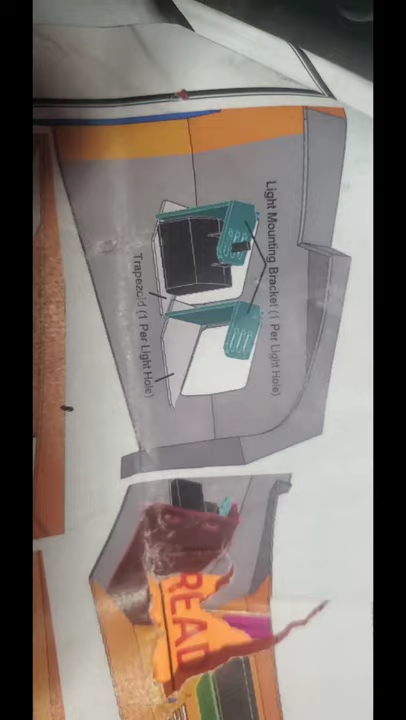 Light Mounting Bracket (1 Per Light Hole)
Trapezoid (1 Per Light Hole)
READ